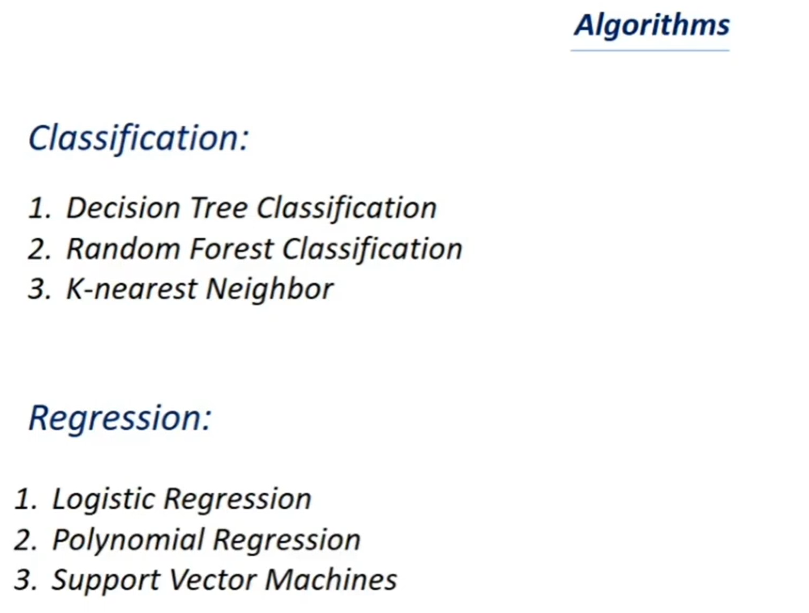 Algorithms
Classification:
1. Decision Tree Classification
2. Random Forest Classification
3. K-nearest Neighbor
Regression:
1. Logistic Regression
2. Polynomial Regression
3. Support Vector Machines